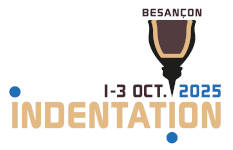 BESANÇON
1-3 OCT. 2025
INDENTATION